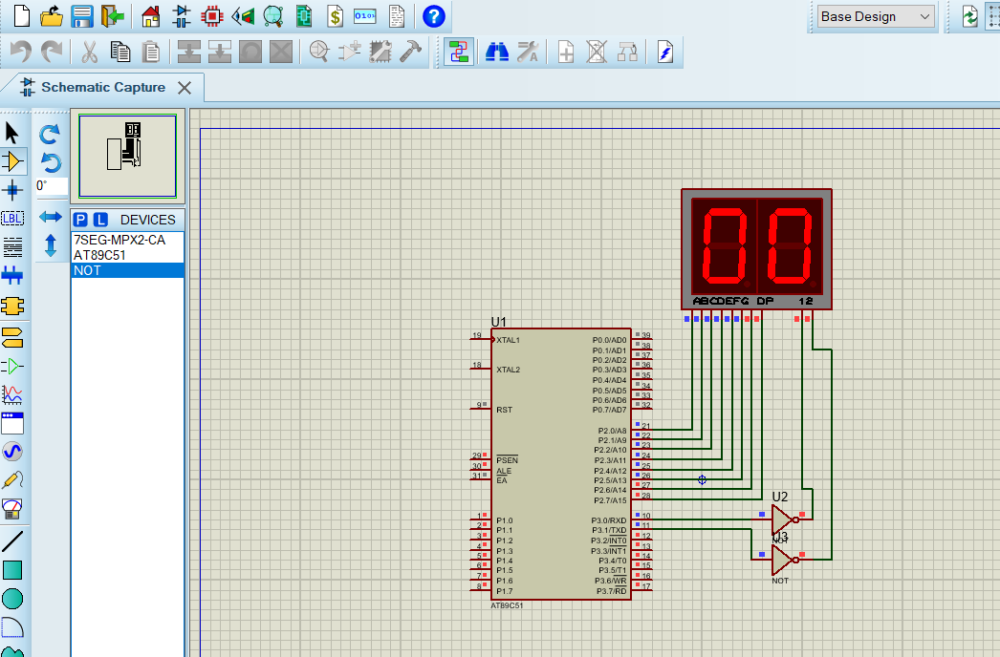 $
0101
?
Base Design
Schematic Capture
0°
LBL
P L DEVICES
7SEG-MPX2-CA
AT89C51
NOT
00
ABCDEFG DP 12
U1
19 XTAL1
18 XTAL2
9 RST
29 PSEN
30 ALE
31 EA
1 P1.0
2 P1.1
3 P1.2
4 P1.3
5 P1.4
6 P1.5
7 P1.6
8 P1.7
P0.0/AD0 39
P0.1/AD1 38
P0.2/AD2 37
P0.3/AD3 36
P0.4/AD4 35
P0.5/AD5 34
P0.6/AD6 33
P0.7/AD7 32
P2.0/A8 21
P2.1/A9 22
P2.2/A10 23
P2.3/A11 24
P2.4/A12 25
P2.5/A13 26
P2.6/A14 27
P2.7/A15 28
P3.0/RXD 10
P3.1/TXD 11
P3.2/INT0 12
P3.3/INT1 13
P3.4/T0 14
P3.5/T1 15
P3.6/WR 16
P3.7/RD 17
AT89C51
U2
NOT
U3
NOT